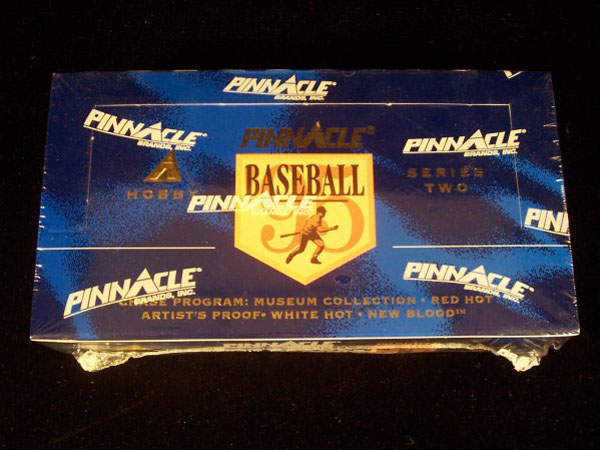 PINNACLE
BRANDS, INC.
PINNACLE
BRANDS, INC.
PINNACLE
PINNACLE
BRANDS, INC.
HOBBY
BASEBALL
95
SERIES
TWO
PINNACLE
BRANDS, INC.
PINN
PINNACLE
BRANDS, INC.
PINNACLE
BRANDS, INC.
CHASE PROGRAM: MUSEUM COLLECTION • RED HOT
ARTIST'S PROOF • WHITE HOT • NEW BLOOD™
PINNACLE